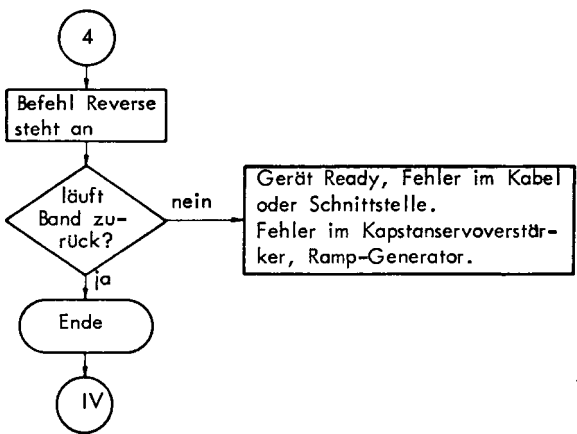 4
Befehl Reverse
steht an
läuft
Band zu-
rück?
nein
Gerät Ready, Fehler im Kabel
oder Schnittstelle.
Fehler im Kapstanservoverstär-
ker, Ramp-Generator.
ja
Ende
IV